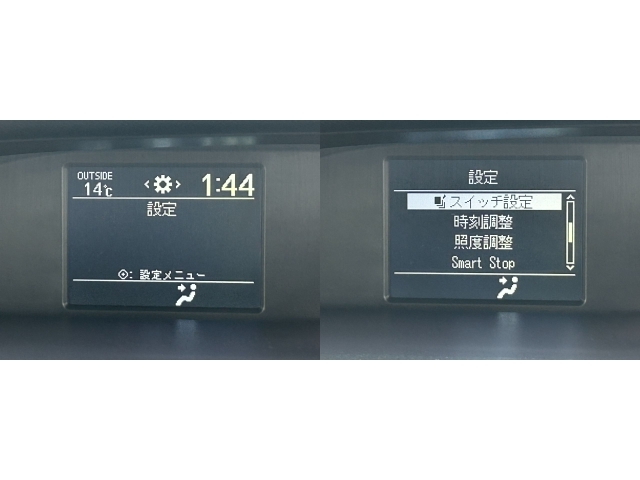 OUTSIDE
14℃
1:44
設定
: 設定メニュー
設定
スイッチ設定
時刻調整
照度調整
Smart Stop